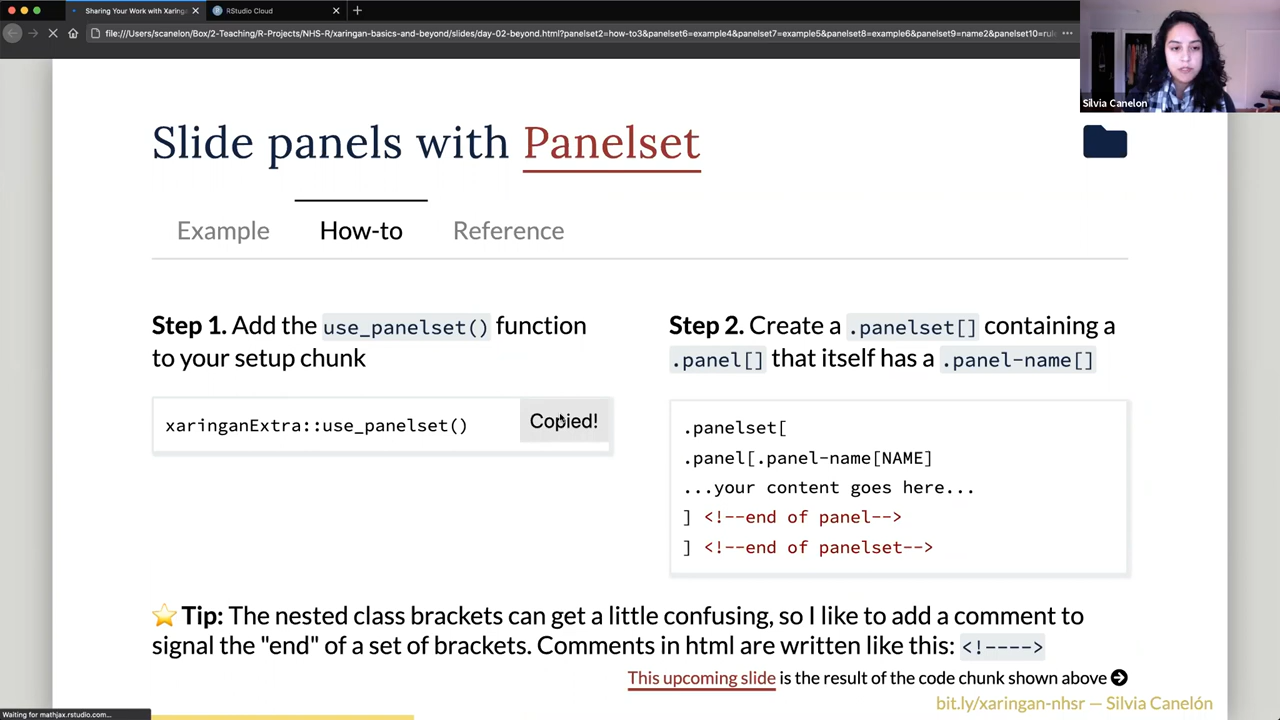 Sharing Your Work with Xaringan
RStudio Cloud
file:///Users/scanelon/Box/2-Teaching/R-Projects/NHS-R/xaringan-basics-and-beyond/slides/day-02-beyond.html?panelset2=how-to3&panelset6=example4&panelset7=example5&panelset8=example6&panelset9=name2&panelset10=ru
Silvia Canelon
Slide panels with Panelset
Example
How-to
Reference
Step 1. Add the use_panelset() function
to your setup chunk
xaringanExtra::use_panelset()
Copied!
Step 2. Create a .panelset[] containing a
.panel[] that itself has a .panel-name[]
.panelset[
.panel[.panel-name[NAME]
...your content goes here...
] <!--end of panel-->
] <!--end of panelset-->
Tip: The nested class brackets can get a little confusing, so I like to add a comment to
signal the "end" of a set of brackets. Comments in html are written like this: <!---->
This upcoming slide is the result of the code chunk shown above
bit.ly/xaringan-nhsr — Silvia Canelón
Waiting for mathjax.rstudio.com...